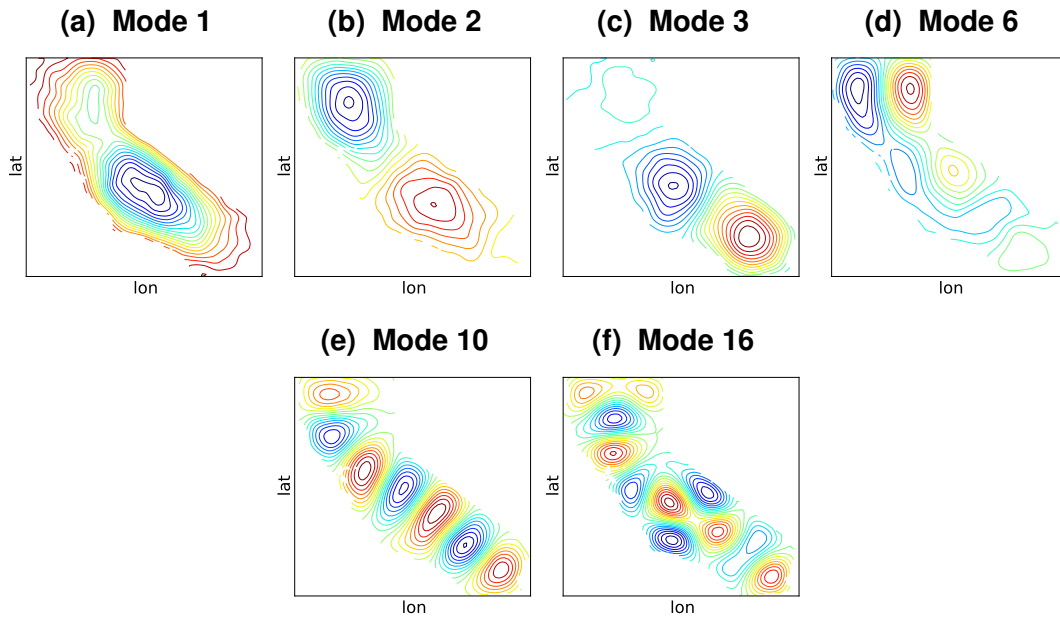 (a) Mode 1
(b) Mode 2
(c) Mode 3
(d) Mode 6
lat
lon
lat
lon
lat
lon
lat
lon
(e) Mode 10
(f) Mode 16
lat
lon
lat
lon